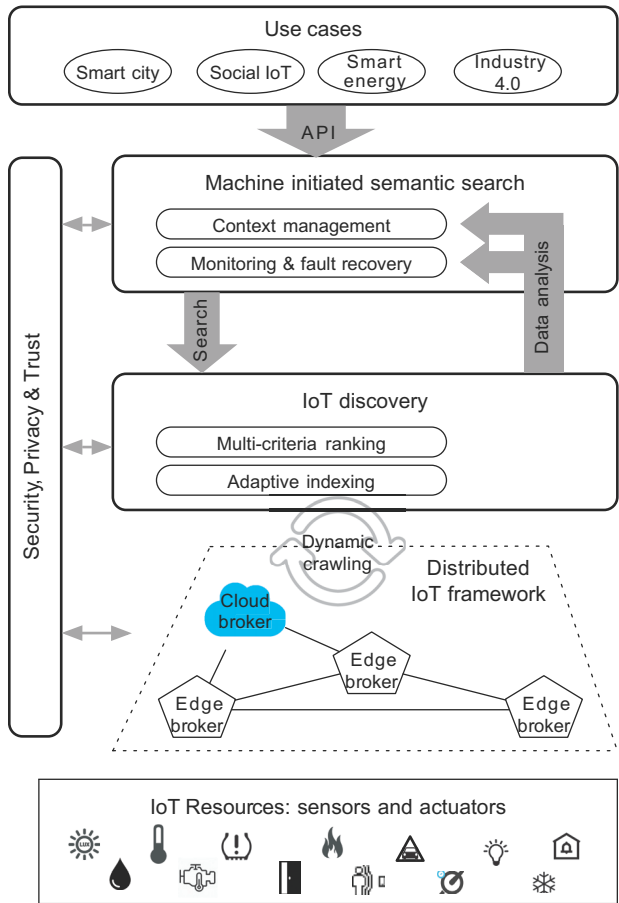 Use cases
Smart city
Social IoT
Smart
energy
Industry
4.0
API
Security, Privacy & Trust
Machine initiated semantic search
Context management
Monitoring & fault recovery
Search
Data analysis
IoT discovery
Multi-criteria ranking
Adaptive indexing
Dynamic
crawling
Distributed
IoT framework
Cloud
broker
Edge
broker
Edge
broker
Edge
broker
IoT Resources: sensors and actuators
LUX